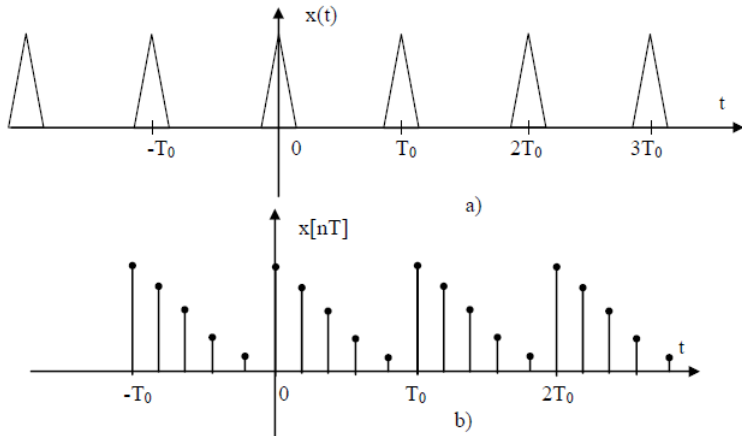 x(t)
t
-T₀ 0 T₀ 2T₀ 3T₀
a)
x[nT]
t
-T₀ 0 T₀ 2T₀
b)